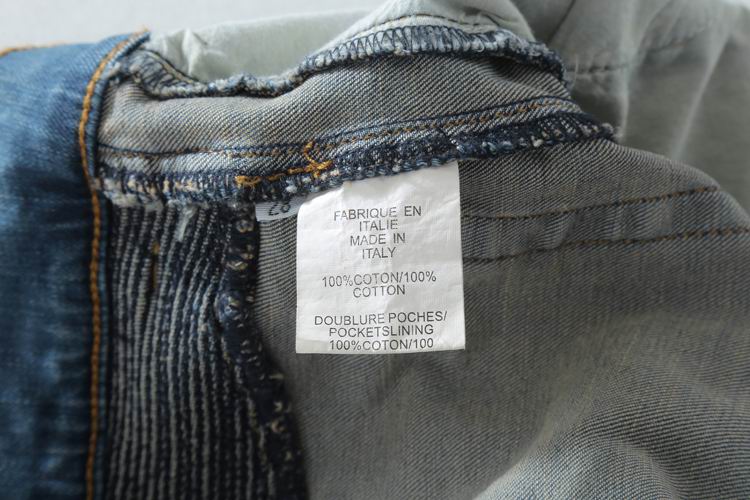 FABRIQUE EN
ITALIE
MADE IN
ITALY
100%COTON/100%
COTTON
DOUBLURE POCHES/
POCKETSLINING
100%COTON/100